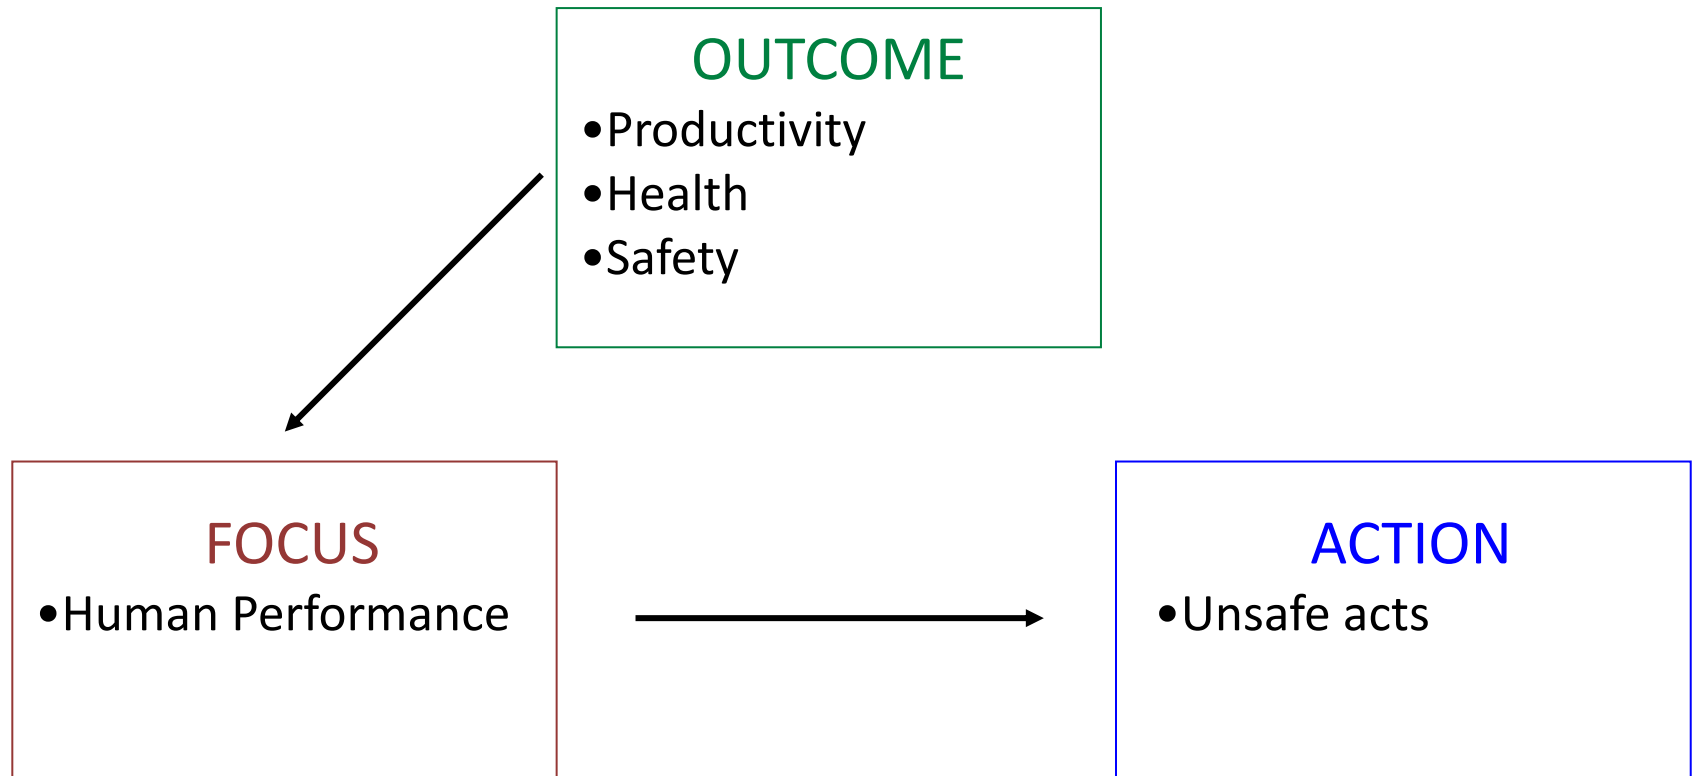 OUTCOME
•Productivity
•Health
•Safety
FOCUS
•Human Performance
ACTION
•Unsafe acts